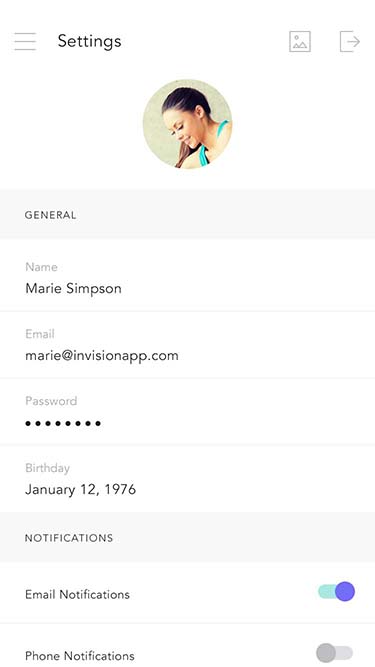 Settings
GENERAL
Name
Marie Simpson
Email
marie@invisionapp.com
Password
••••••••
Birthday
January 12, 1976
NOTIFICATIONS
Email Notifications
Phone Notifications